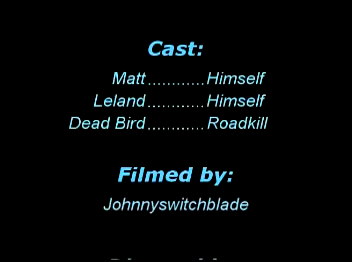 Cast:
Matt............Himself
Leland............Himself
Dead Bird............Roadkill
Filmed by:
Johnnyswitchblade